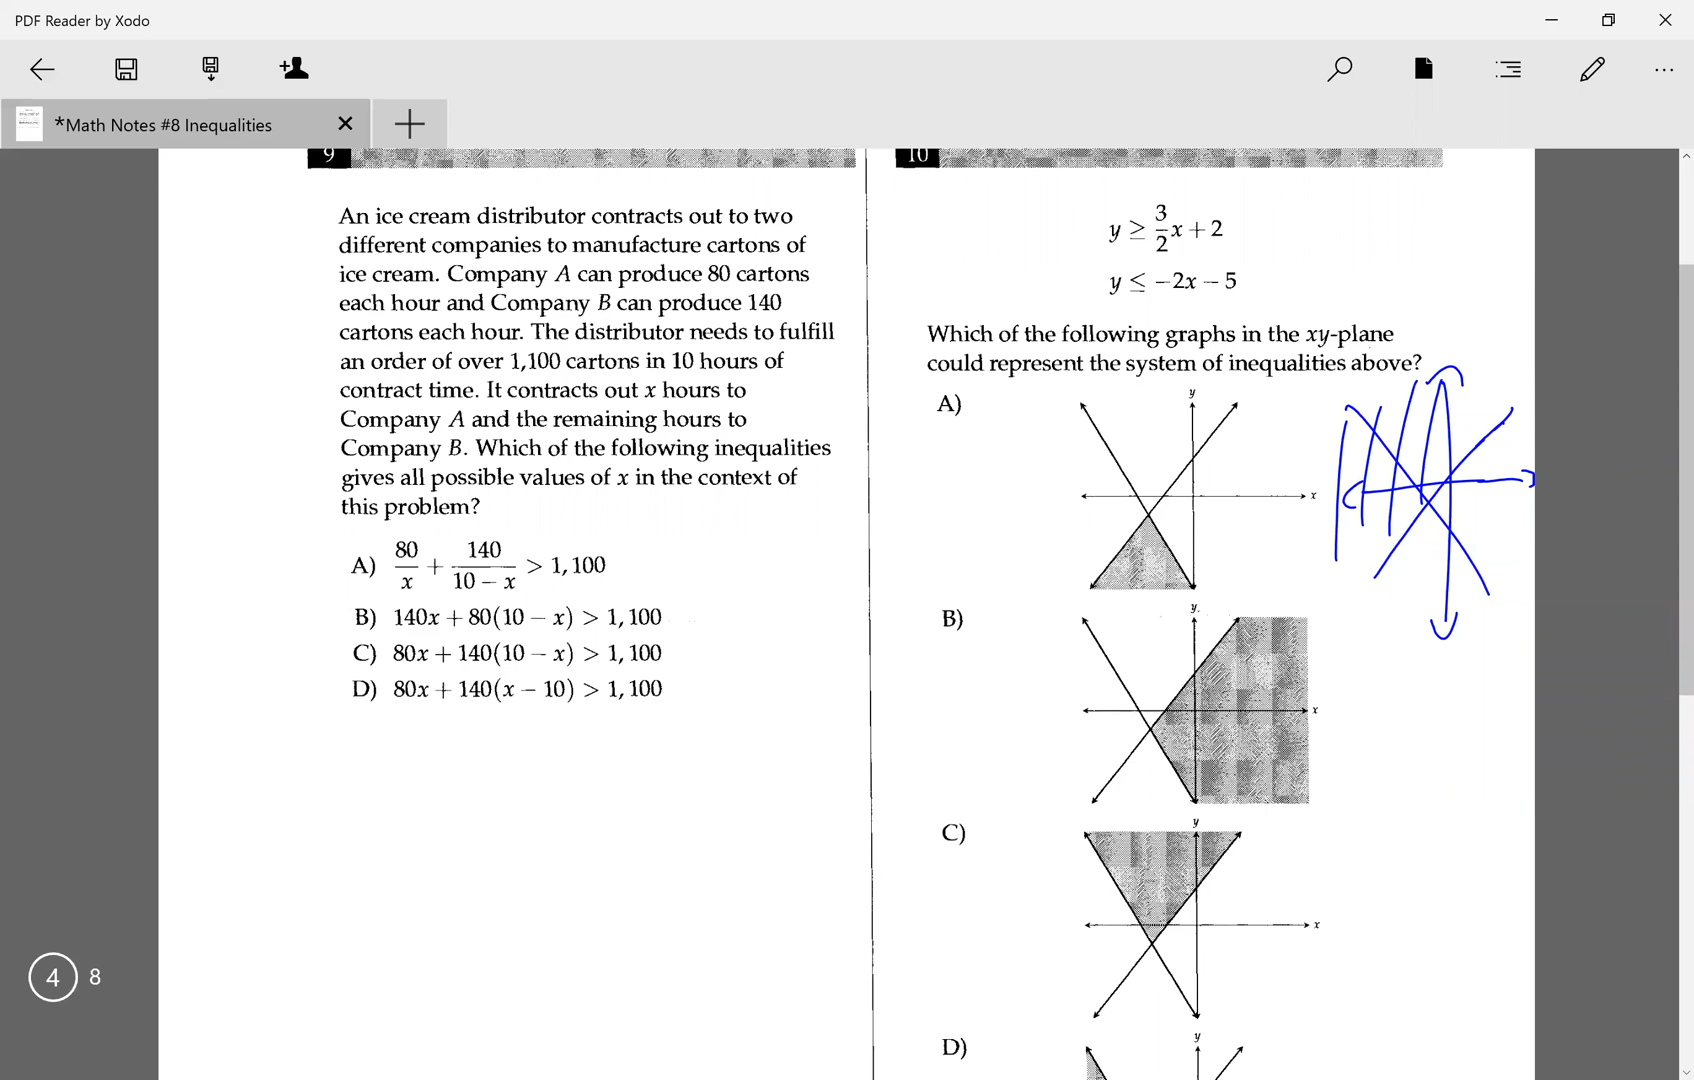 PDF Reader by Xodo
*Math Notes #8 Inequalities
9
An ice cream distributor contracts out to two
different companies to manufacture cartons of
ice cream. Company A can produce 80 cartons
each hour and Company B can produce 140
cartons each hour. The distributor needs to fulfill
an order of over 1,100 cartons in 10 hours of
contract time. It contracts out x hours to
Company A and the remaining hours to
Company B. Which of the following inequalities
gives all possible values of x in the context of
this problem?
A) 80/x + 140/(10 − x) > 1,100
B) 140x + 80(10 − x) > 1,100
C) 80x + 140(10 − x) > 1,100
D) 80x + 140(x − 10) > 1,100
10
y ≥ 3/2 x + 2
y ≤ −2x − 5
Which of the following graphs in the xy-plane
could represent the system of inequalities above?
A)
y
x
B)
y
x
C)
y
x
D)
y
4 8